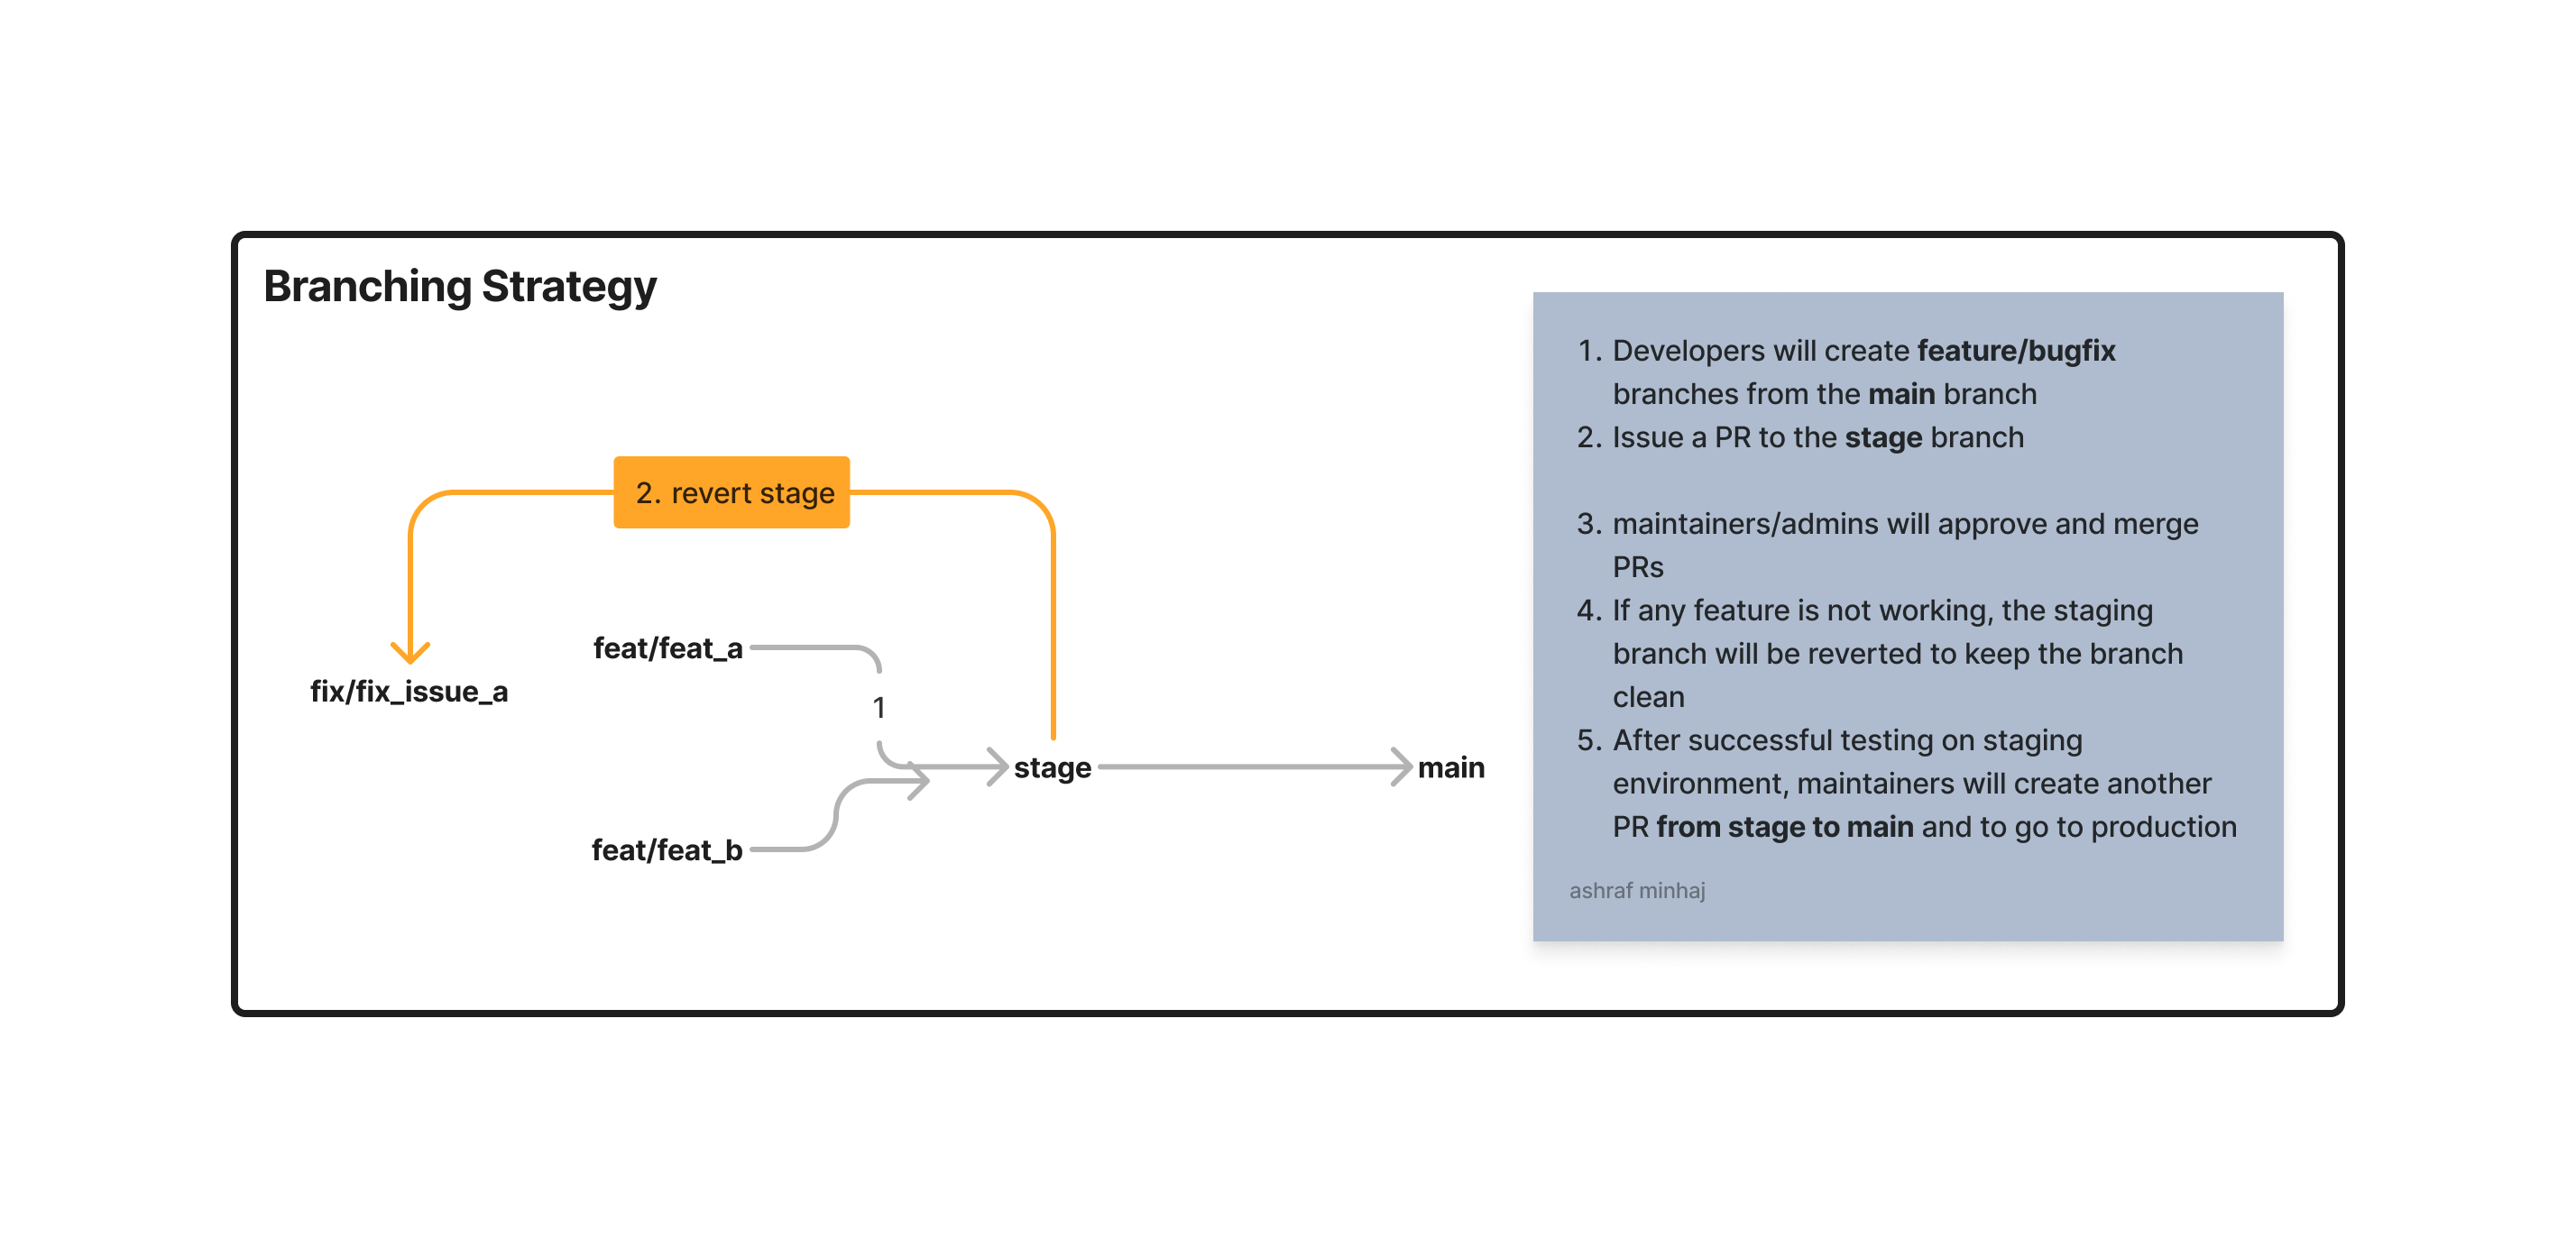 Branching Strategy
2. revert stage
fix/fix_issue_a
feat/feat_a
1
feat/feat_b
stage
main
1. Developers will create feature/bugfix
branches from the main branch
2. Issue a PR to the stage branch
3. maintainers/admins will approve and merge
PRs
4. If any feature is not working, the staging
branch will be reverted to keep the branch
clean
5. After successful testing on staging
environment, maintainers will create another
PR from stage to main and to go to production
ashraf minhaj